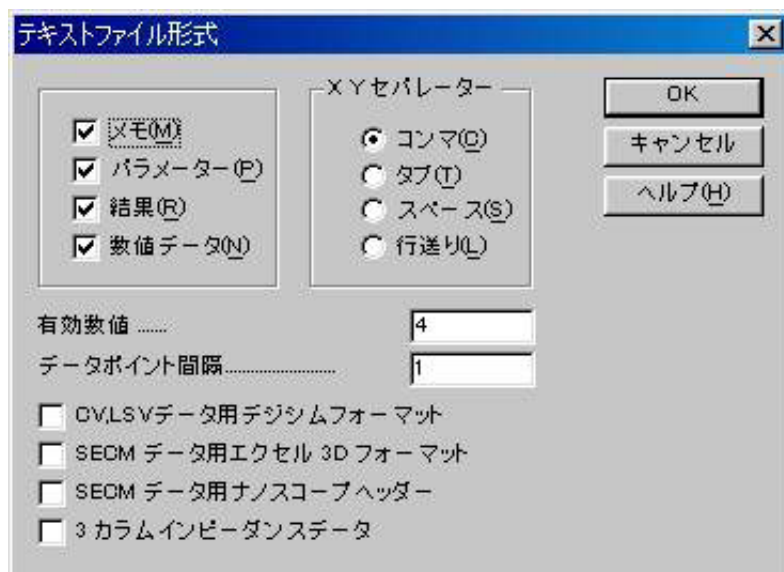 テキストファイル形式
メモ(M)
パラメーター(P)
結果(R)
数値データ(N)
XYセパレーター
コンマ(C)
タブ(T)
スペース(S)
行送り(L)
OK
キャンセル
ヘルプ(H)
有効数値 ......
4
データポイント間隔......................
1
CV,LSVデータ用デジシムフォーマット
SECM データ用エクセル 3D フォーマット
SECM データ用ナノスコープヘッダー
3 カラムインピーダンスデータ